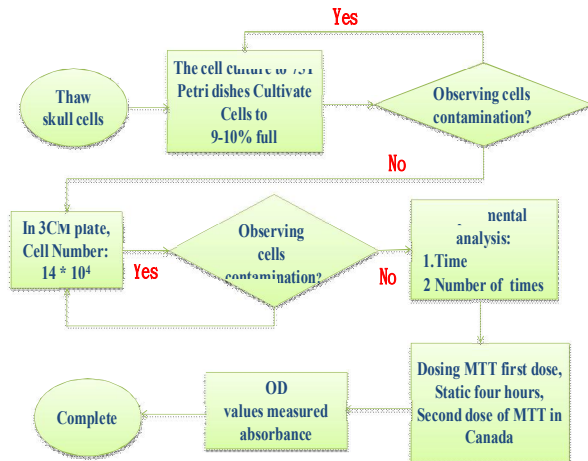 Yes
Thaw
skull cells
The cell culture to 75T
Petri dishes Cultivate
Cells to
9-10% full
Observing cells
contamination?
No
In 3CM plate,
Cell Number:
14 * 10⁴
Yes
Observing
cells
contamination?
No
analysis:
1.Time
2 Number of times
Dosing MTT first dose,
Static four hours,
Second dose of MTT in
Canada
OD
values measured
absorbance
Complete